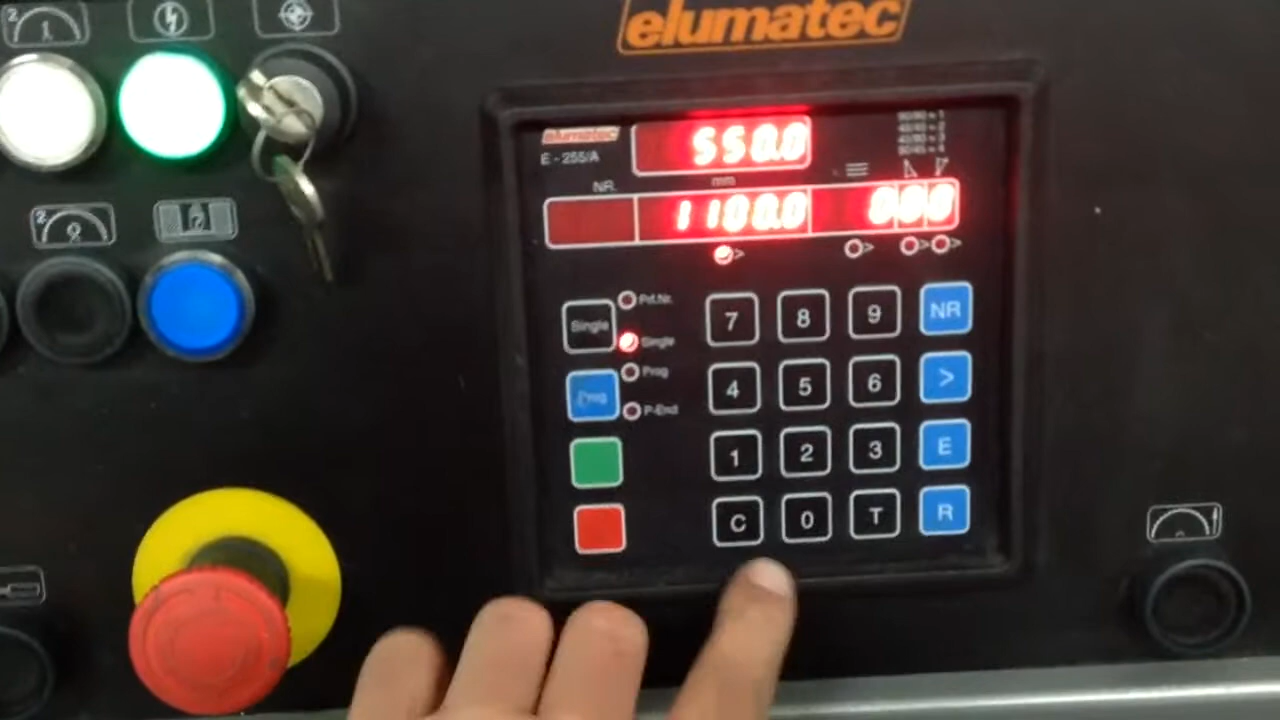 elumatec
elumatec
550.0
E - 255/A
NR.
mm
1100.0 000
Prf.Nr.
Single
Single
Prog
Prog
P-End
7 8 9 NR
4 5 6 >
1 2 3 E
C 0 T R